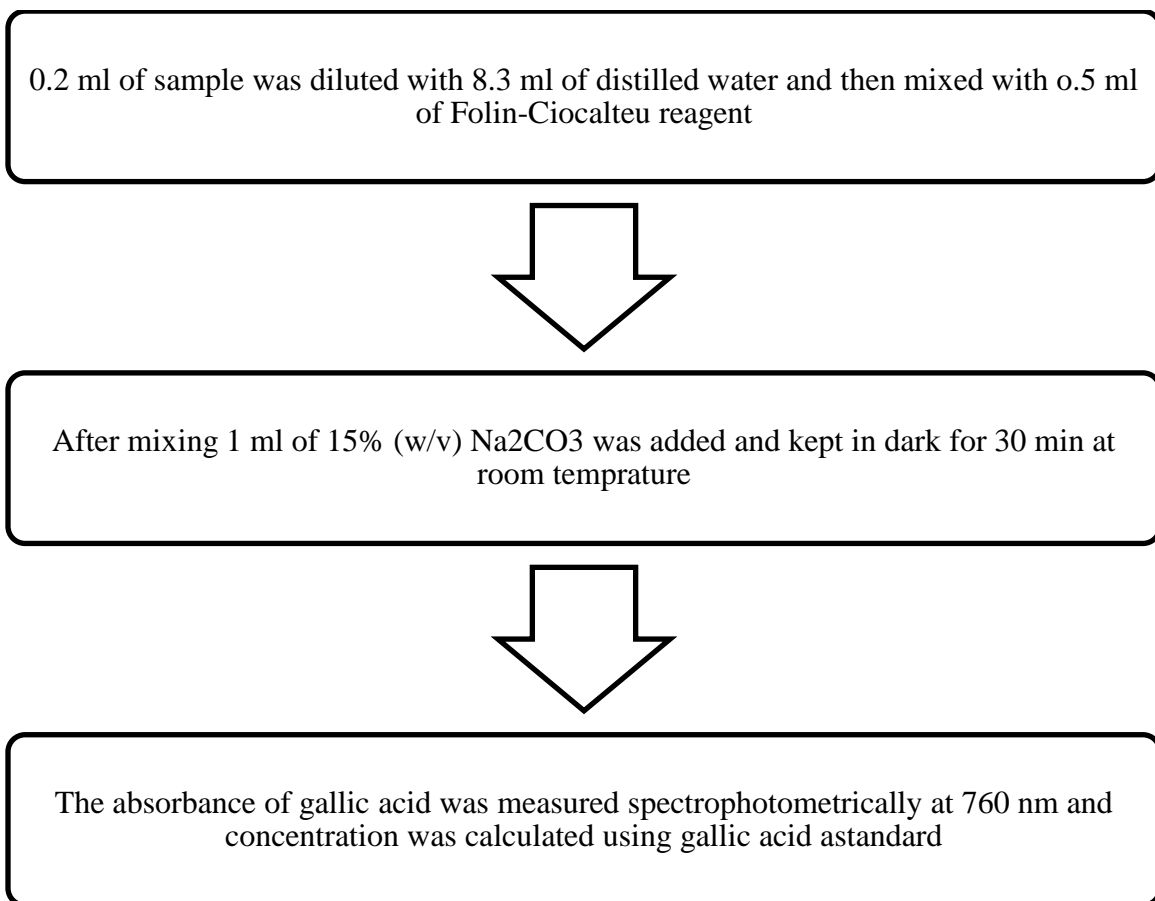 0.2 ml of sample was diluted with 8.3 ml of distilled water and then mixed with o.5 ml
of Folin-Ciocalteu reagent
After mixing 1 ml of 15% (w/v) Na2CO3 was added and kept in dark for 30 min at
room temprature
The absorbance of gallic acid was measured spectrophotometrically at 760 nm and
concentration was calculated using gallic acid astandard